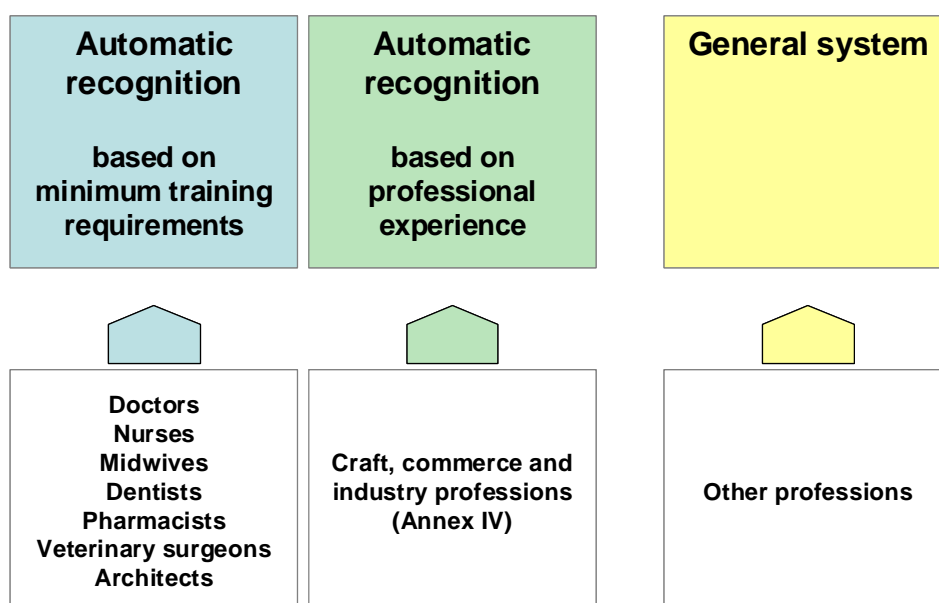 Automatic
recognition
based on
minimum training
requirements
Automatic
recognition
based on
professional
experience
General system
Doctors
Nurses
Midwives
Dentists
Pharmacists
Veterinary surgeons
Architects
Craft, commerce and
industry professions
(Annex IV)
Other professions